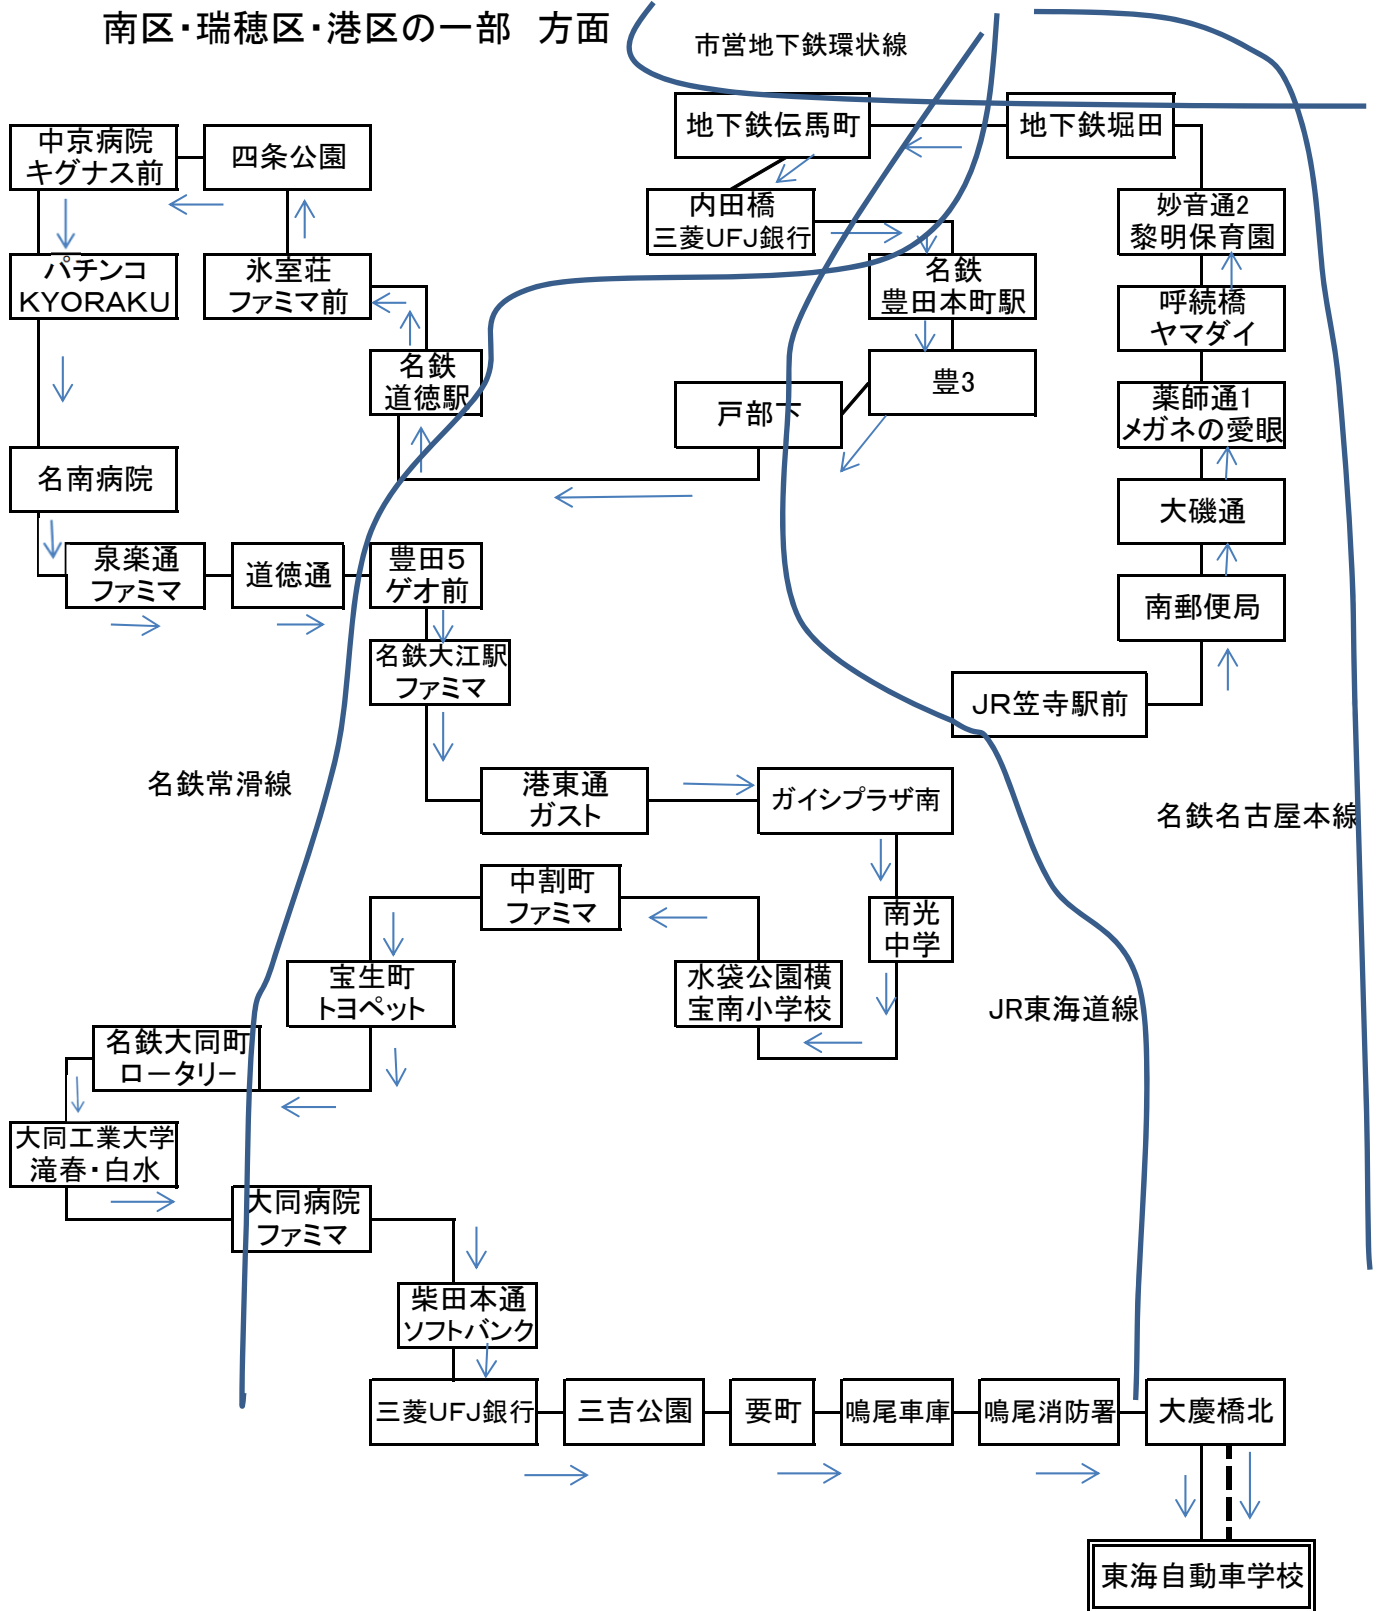 南区・瑞穂区・港区の一部 方面
市営地下鉄環状線
地下鉄伝馬町
地下鉄堀田
中京病院
キグナス前
四条公園
内田橋
三菱UFJ銀行
妙音通2
黎明保育園
パチンコ
KYORAKU
氷室荘
ファミマ前
名鉄
豊田本町駅
呼続橋
ヤマダイ
名鉄
道徳駅
豊3
戸部下
薬師通1
メガネの愛眼
名南病院
大磯通
泉楽通
ファミマ
道徳通
豊田5
ゲオ前
南郵便局
名鉄大江駅
ファミマ
JR笠寺駅前
名鉄常滑線
港東通
ガスト
ガイシプラザ南
名鉄名古屋本線
中割町
ファミマ
南光
中学
宝生町
トヨペット
水袋公園横
宝南小学校
JR東海道線
名鉄大同町
ロータリー
大同工業大学
滝春・白水
大同病院
ファミマ
柴田本通
ソフトバンク
三菱UFJ銀行
三吉公園
要町
鳴尾車庫
鳴尾消防署
大慶橋北
東海自動車学校